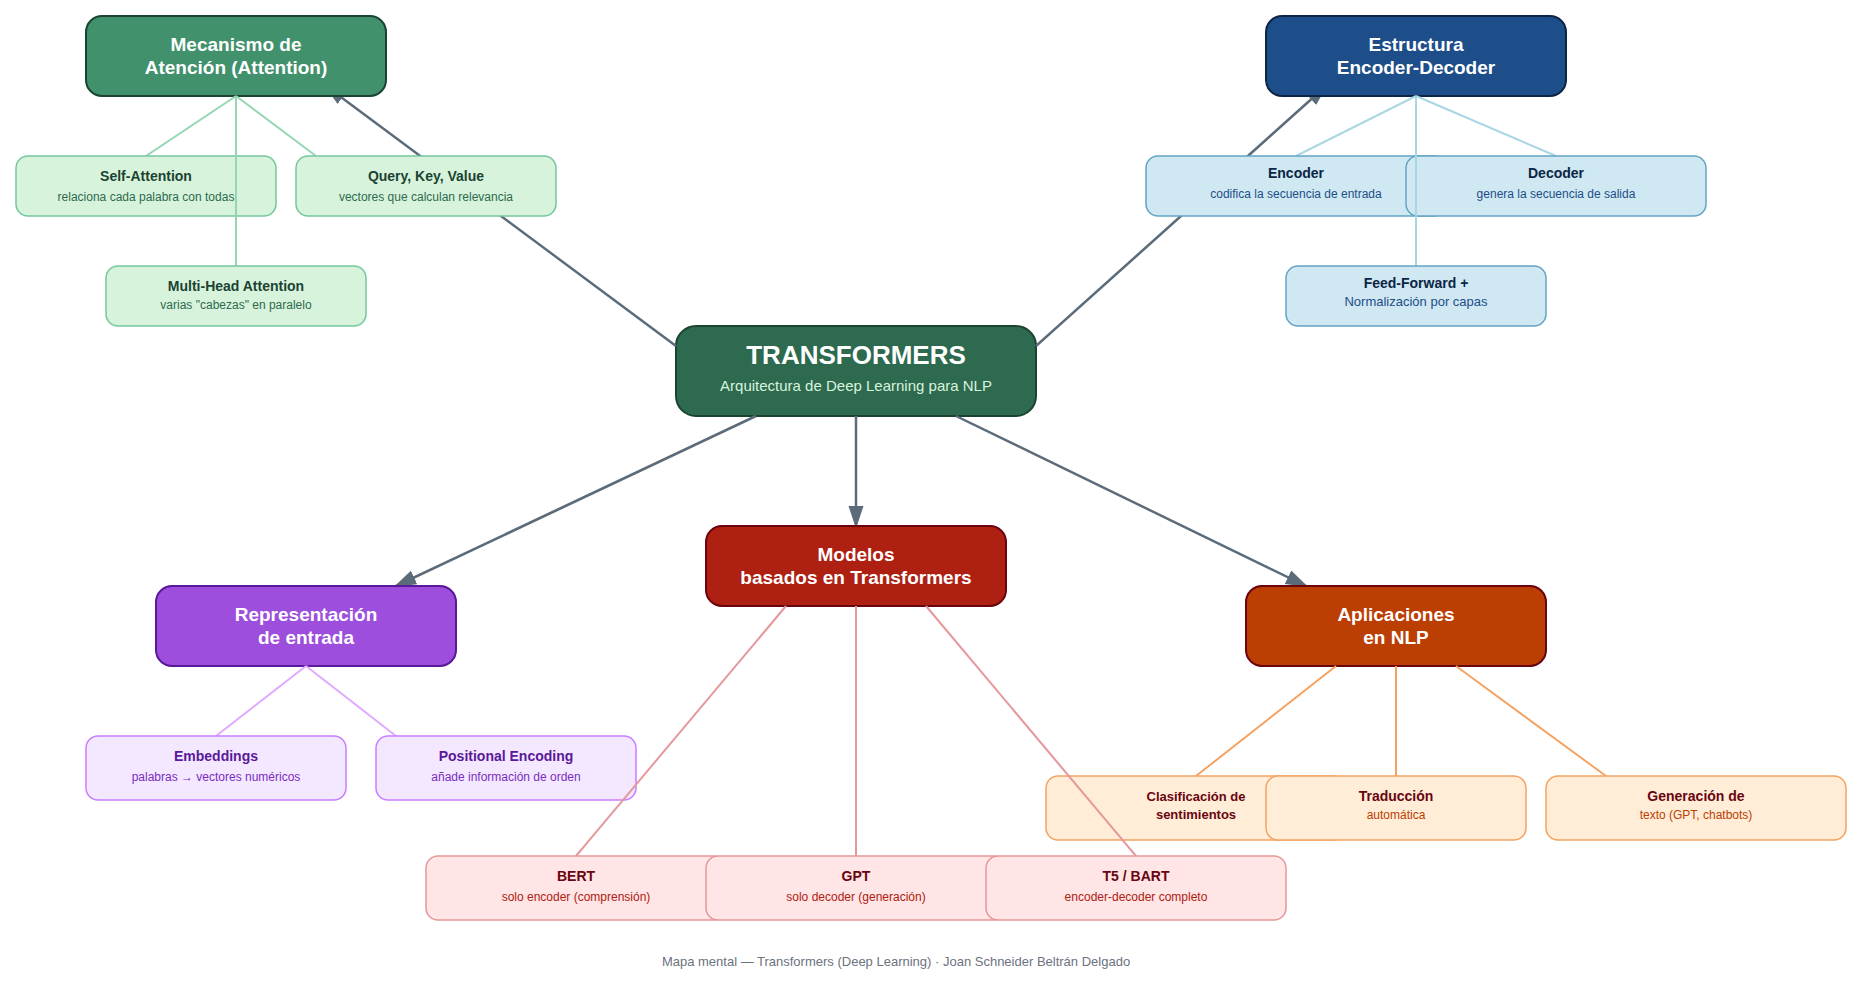 Mecanismo de
Atención (Attention)
Estructura
Encoder-Decoder
Self-Attention
relaciona cada palabra con todas
Query, Key, Value
vectores que calculan relevancia
Encoder
codifica la secuencia de entrada
Decoder
genera la secuencia de salida
Multi-Head Attention
varias "cabezas" en paralelo
Feed-Forward +
Normalización por capas
TRANSFORMERS
Arquitectura de Deep Learning para NLP
Modelos
basados en Transformers
Representación
de entrada
Aplicaciones
en NLP
Embeddings
palabras → vectores numéricos
Positional Encoding
añade información de orden
Clasificación de
sentimientos
Traducción
automática
Generación de
texto (GPT, chatbots)
BERT
solo encoder (comprensión)
GPT
solo decoder (generación)
T5 / BART
encoder-decoder completo
Mapa mental — Transformers (Deep Learning) · Joan Schneider Beltrán Delgado